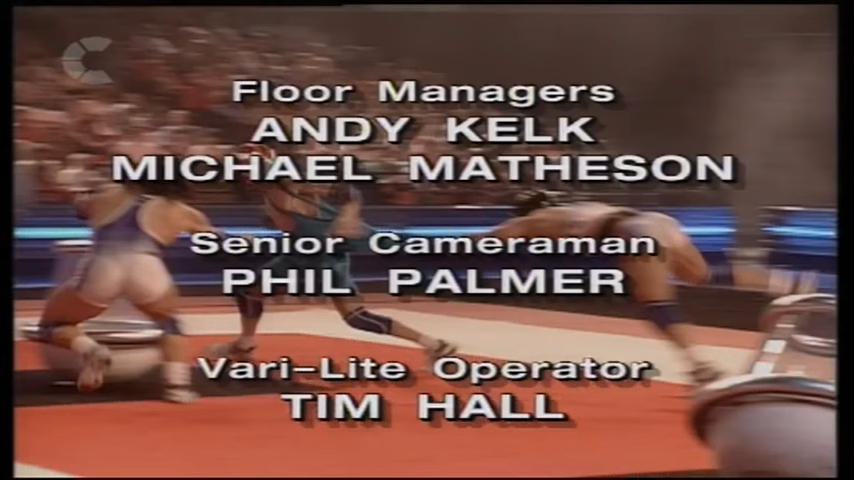 Floor Managers
ANDY KELK
MICHAEL MATHESON
Senior Cameraman
PHIL PALMER
Vari-Lite Operator
TIM HALL